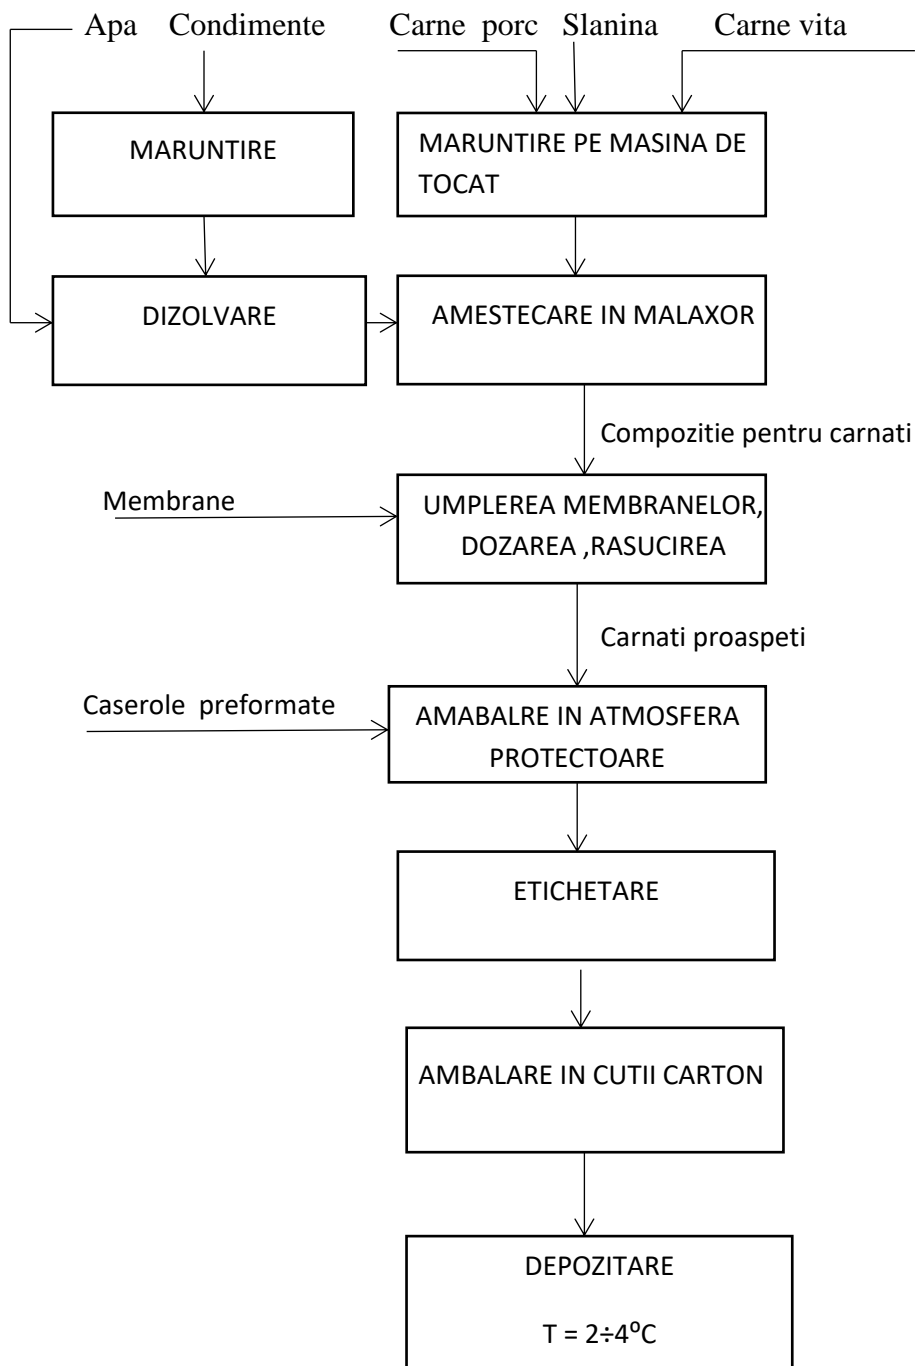 Apa Condimente Carne porc Slanina Carne vita
MARUNTIRE
MARUNTIRE PE MASINA DE
TOCAT
DIZOLVARE
AMESTECARE IN MALAXOR
Compozitie pentru carnati
Membrane
UMPLEREA MEMBRANELOR,
DOZAREA ,RASUCIREA
Carnati proaspeti
Caserole preformate
AMABALRE IN ATMOSFERA
PROTECTOARE
ETICHETARE
AMBALARE IN CUTII CARTON
DEPOZITARE
T = 2÷4⁰C